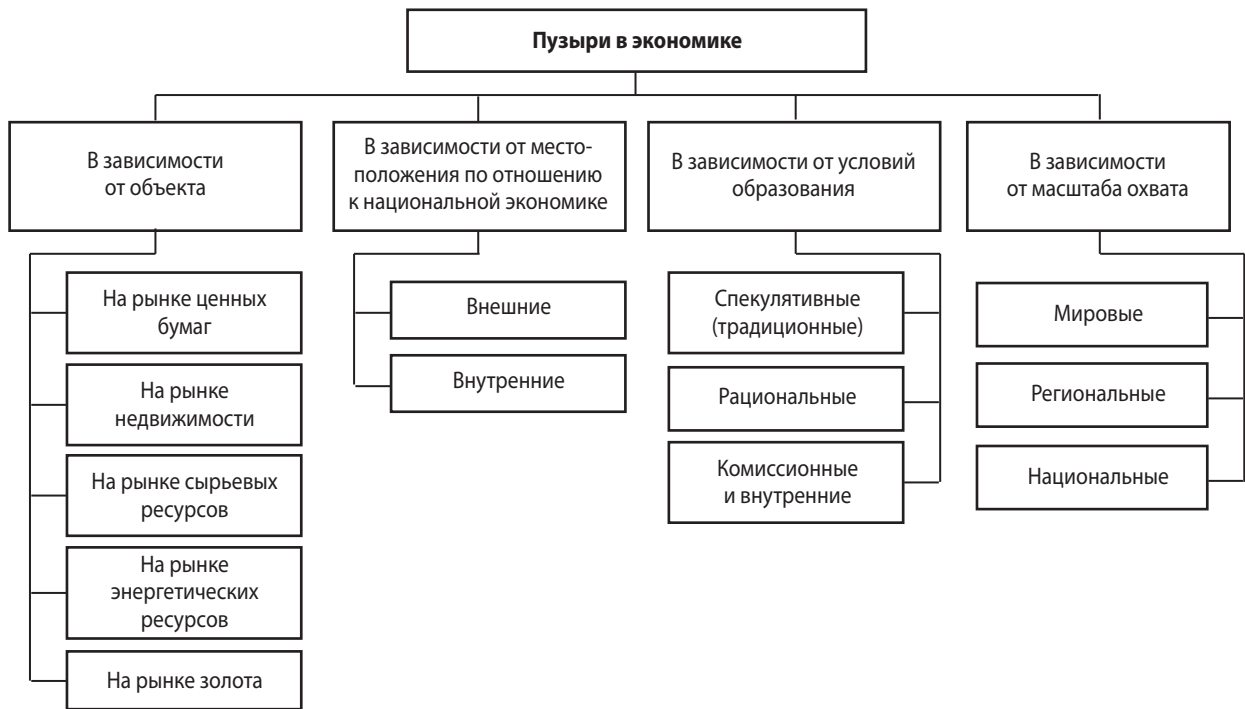 Пузыри в экономике
В зависимости
от объекта
В зависимости от место-
положения по отношению
к национальной экономике
В зависимости от условий
образования
В зависимости
от масштаба охвата
На рынке ценных
бумаг
На рынке
недвижимости
На рынке сырьевых
ресурсов
На рынке
энергетических
ресурсов
На рынке золота
Внешние
Внутренние
Спекулятивные
(традиционные)
Рациональные
Комиссионные
и внутренние
Мировые
Региональные
Национальные